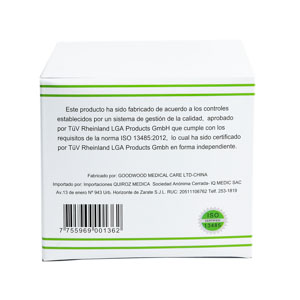 Este producto ha sido fabricado de acuerdo a los controles
establecidos por un sistema de gestión de la calidad, aprobado
por TüV Rheinland LGA Products GmbH que cumple con los
requisitos de la norma ISO 13485:2012, lo cual ha sido certificado
por TüV Rheinland LGA Products Gmbh en forma independiente.
Fabricado por: GOODWOOD MEDICAL CARE LTD-CHINA
Importado por: Importaciones QUIROZ MEDICA Sociedad Anónima Cerrada- IQ MEDIC SAC
Av.13 de enero N° 943 Urb. Horizonte de Zarate S.J.L. RUC: 20511106762 Telf. 253-1819
7 755969 001362
ISO
13485